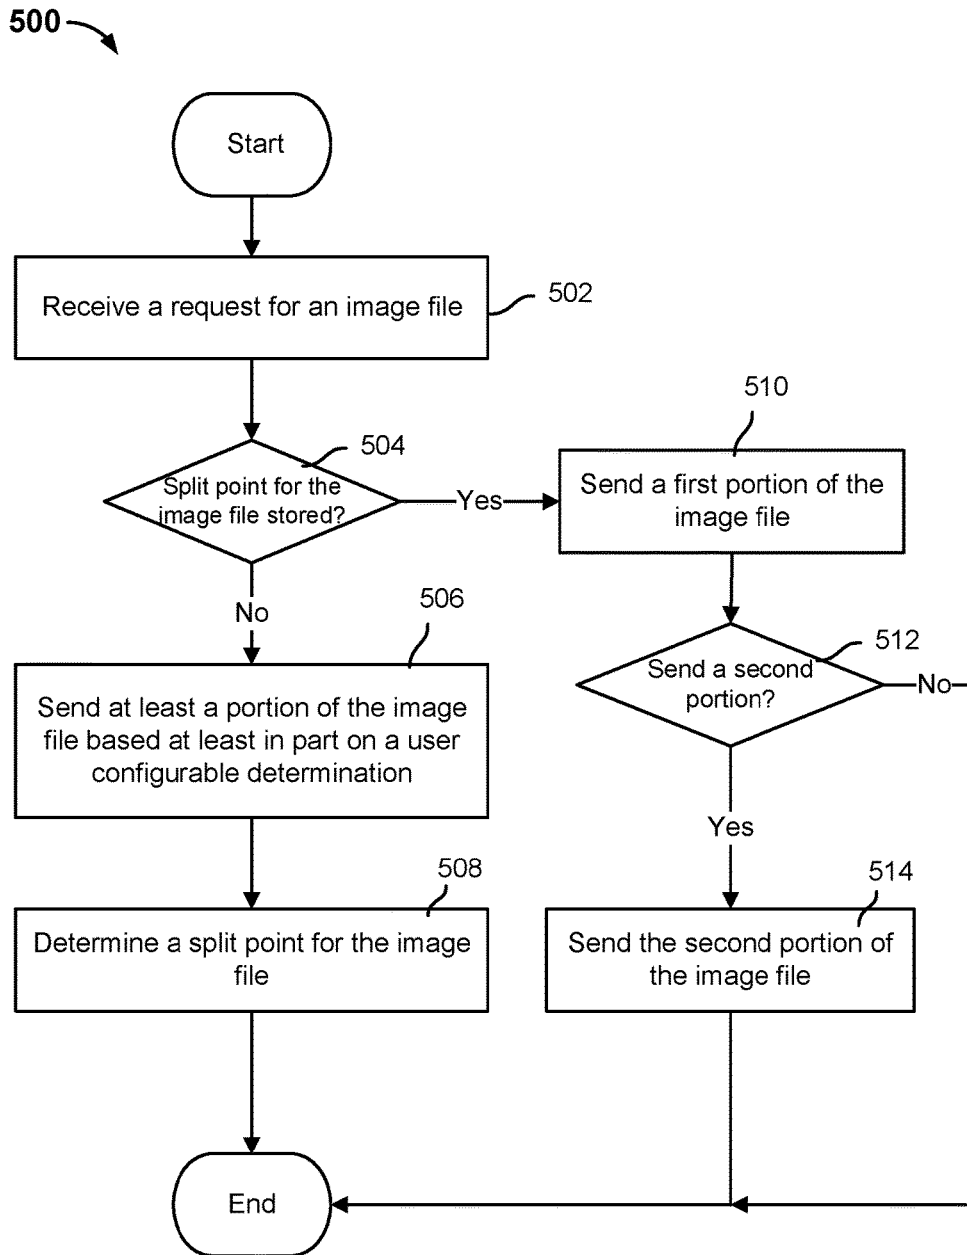 500
Start
Receive a request for an image file
502
504
Split point for the
image file stored?
Yes
510
Send a first portion of the
image file
No
506
Send at least a portion of the image
file based at least in part on a user
configurable determination
512
Send a second
portion?
No
Yes
508
Determine a split point for the image
file
514
Send the second portion of
the image file
End